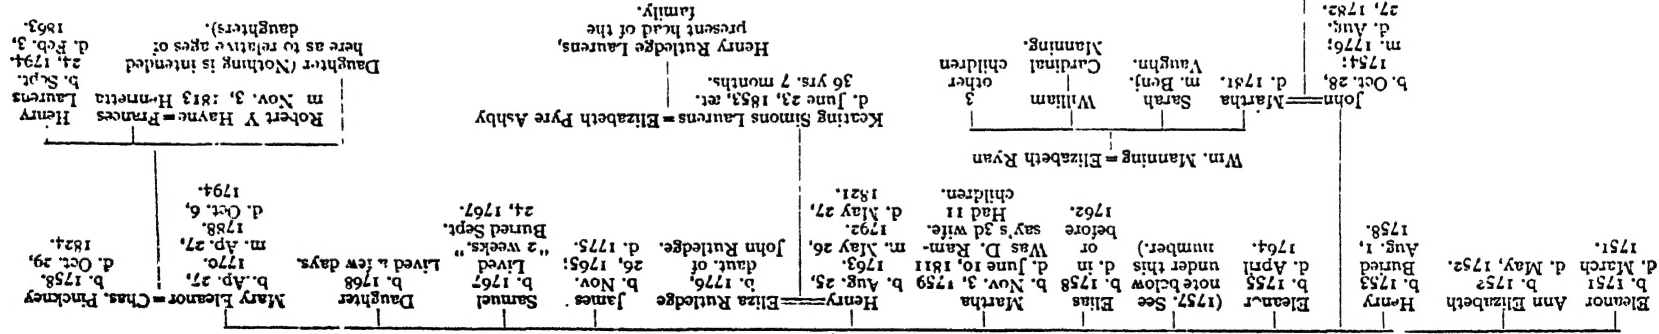 Eleanor
b. 1751
d. March
1751.
Ann Elizabeth
b. 1752
d. May, 1752.
Henry
b. 1753
Buried
Aug. 1,
1758.
Eleanor
b. 1755
d. April
1764.
(1757. See
note below
under this
number.)
Elias
b. 1758
d. in
or
before
1762.
Martha
b. Nov. 3, 1759
d. June 10, 1811
Was D. Ram-
say's 3d wife.
Had 11
children.
Henry=Eliza Rutledge
b. Aug. 25,
1763.
m. May 26,
1792.
d. May 27,
1821.
b. 1776,
daut. of
John Rutledge.
James
b. Nov.
26, 1765;
d. 1775.
Samuel
b. 1767
Lived
"2 weeks."
Buried Sept.
24, 1767.
Daughter
b. 1768
Lived a few days.
Mary Eleanor=Chas. Pinckney
b. Ap. 27,
1770.
m. Ap. 27,
1788.
d. Oct. 6,
1794.
b. 1758.
d. Oct. 29,
1824.
Wm. Manning=Elizabeth Ryan
John=Martha
b. Oct. 28,
1754;
m. 1776;
d. Aug.
27, 1782.
d. 1781.
Sarah
m. Benj.
Vaughn.
William
Cardinal
Manning.
3
other
children
Keating Simons Laurens=Elizabeth Pyre Ashby
d. June 23, 1853, æt.
36 yrs. 7 months.
Henry Rutledge Laurens,
present head of the
family.
Robert Y Hayne=Frances Henrietta
m Nov. 3, 1813
Daughter (Nothing is intended
here as to relative ages of
daughters).
Henry
Laurens
b. Sept.
24, 1794.
d. Feb. 3,
1863.